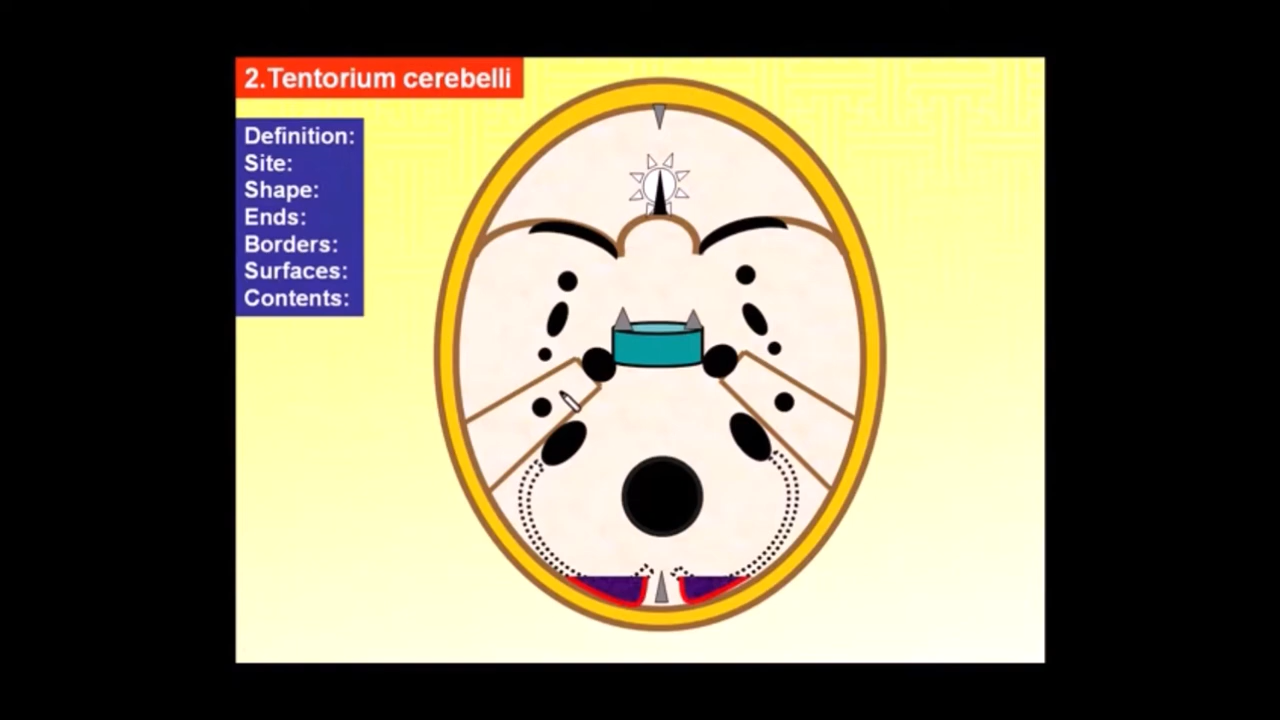 2.Tentorium cerebelli
Definition:
Site:
Shape:
Ends:
Borders:
Surfaces:
Contents: